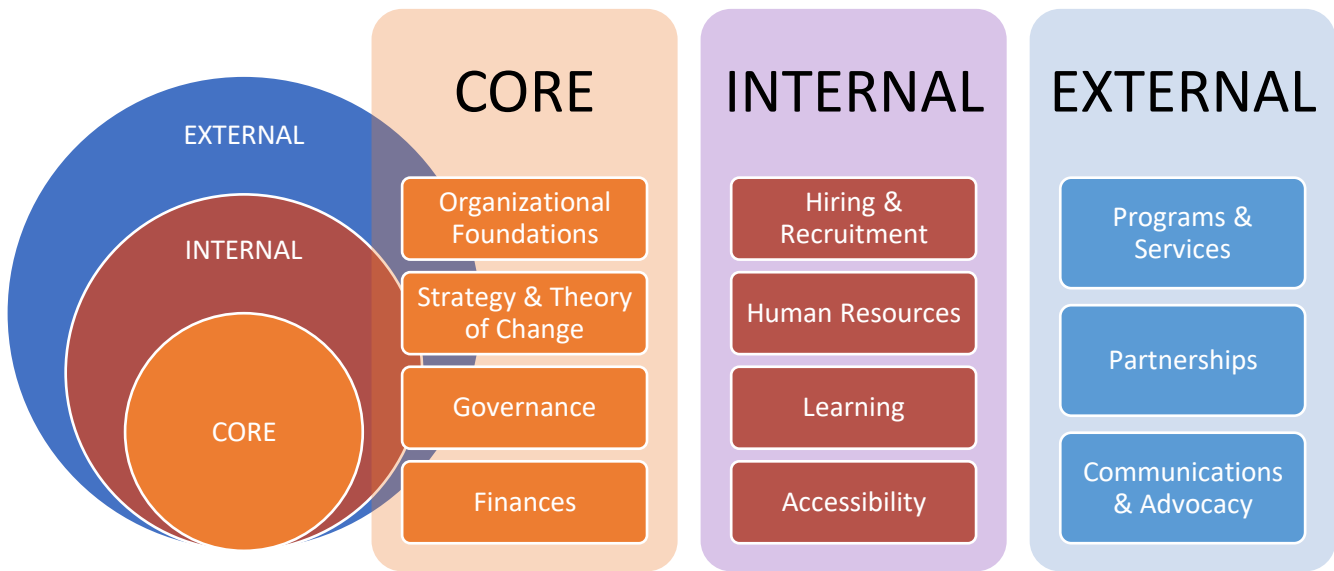 EXTERNAL
INTERNAL
CORE
CORE
Organizational
Foundations
Strategy & Theory
of Change
Governance
Finances
INTERNAL
Hiring &
Recruitment
Human Resources
Learning
Accessibility
EXTERNAL
Programs &
Services
Partnerships
Communications
& Advocacy